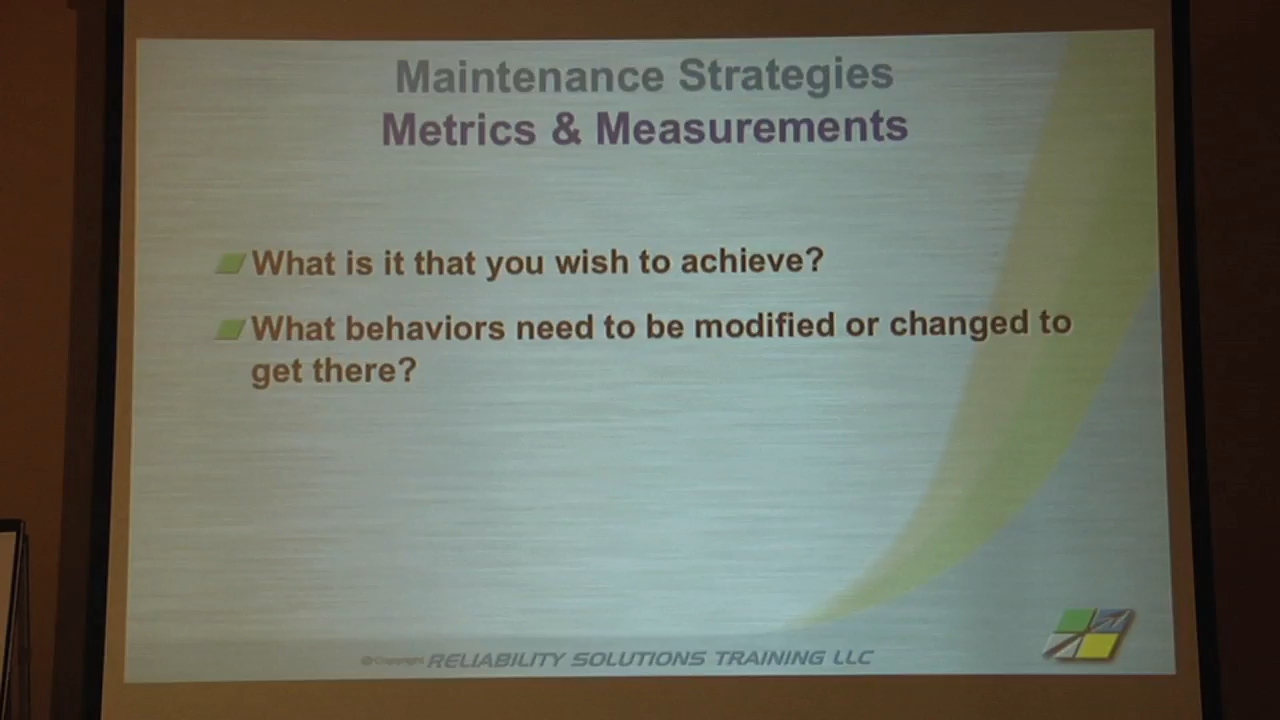 Maintenance Strategies
Metrics & Measurements
What is it that you wish to achieve?
What behaviors need to be modified or changed to
get there?
© Copyright RELIABILITY SOLUTIONS TRAINING LLC